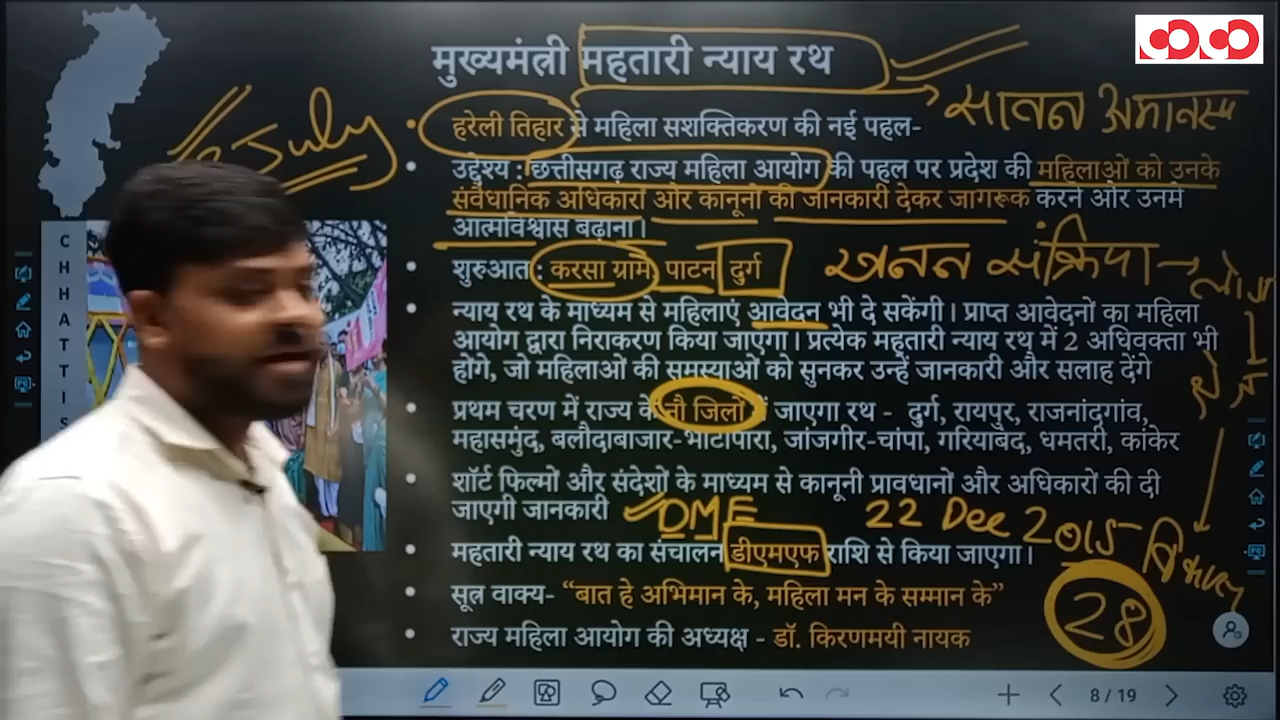 मुख्यमंत्री महतारी न्याय रथ
हरेली तिहार से महिला सशक्तिकरण की नई पहल-
सावन अमावस
July
उद्देश्य : छत्तीसगढ़ राज्य महिला आयोग की पहल पर प्रदेश की महिलाओं को उनके
संवैधानिक अधिकारों और कानूनों की जानकारी देकर जागरूक करने और उनमें
आत्मविश्वास बढ़ाना।
शुरुआत : करसा ग्राम पाटन दुर्ग
खनन संक्रिया
न्याय रथ के माध्यम से महिलाएं आवेदन भी दे सकेंगी। प्राप्त आवेदनों का महिला
आयोग द्वारा निराकरण किया जाएगा। प्रत्येक महतारी न्याय रथ में 2 अधिवक्ता भी
होंगे, जो महिलाओं की समस्याओं को सुनकर उन्हें जानकारी और सलाह देंगे
प्रथम चरण में राज्य के नौ जिलों में जाएगा रथ - दुर्ग, रायपुर, राजनांदगांव,
महासमुंद, बलौदाबाजार-भाटापारा, जांजगीर-चांपा, गरियाबंद, धमतरी, कांकेर
शॉर्ट फिल्मों और संदेशों के माध्यम से कानूनी प्रावधानों और अधिकारों की दी
जाएगी जानकारी
DMF
22 Dec 2015
महतारी न्याय रथ का संचालन डीएमएफ राशि से किया जाएगा।
28
सूत्र वाक्य- “बात हे अभिमान के, महिला मन के सम्मान के”
राज्य महिला आयोग की अध्यक्ष - डॉ. किरणमयी नायक
C
H
H
A
T
T
I
S
8 / 19